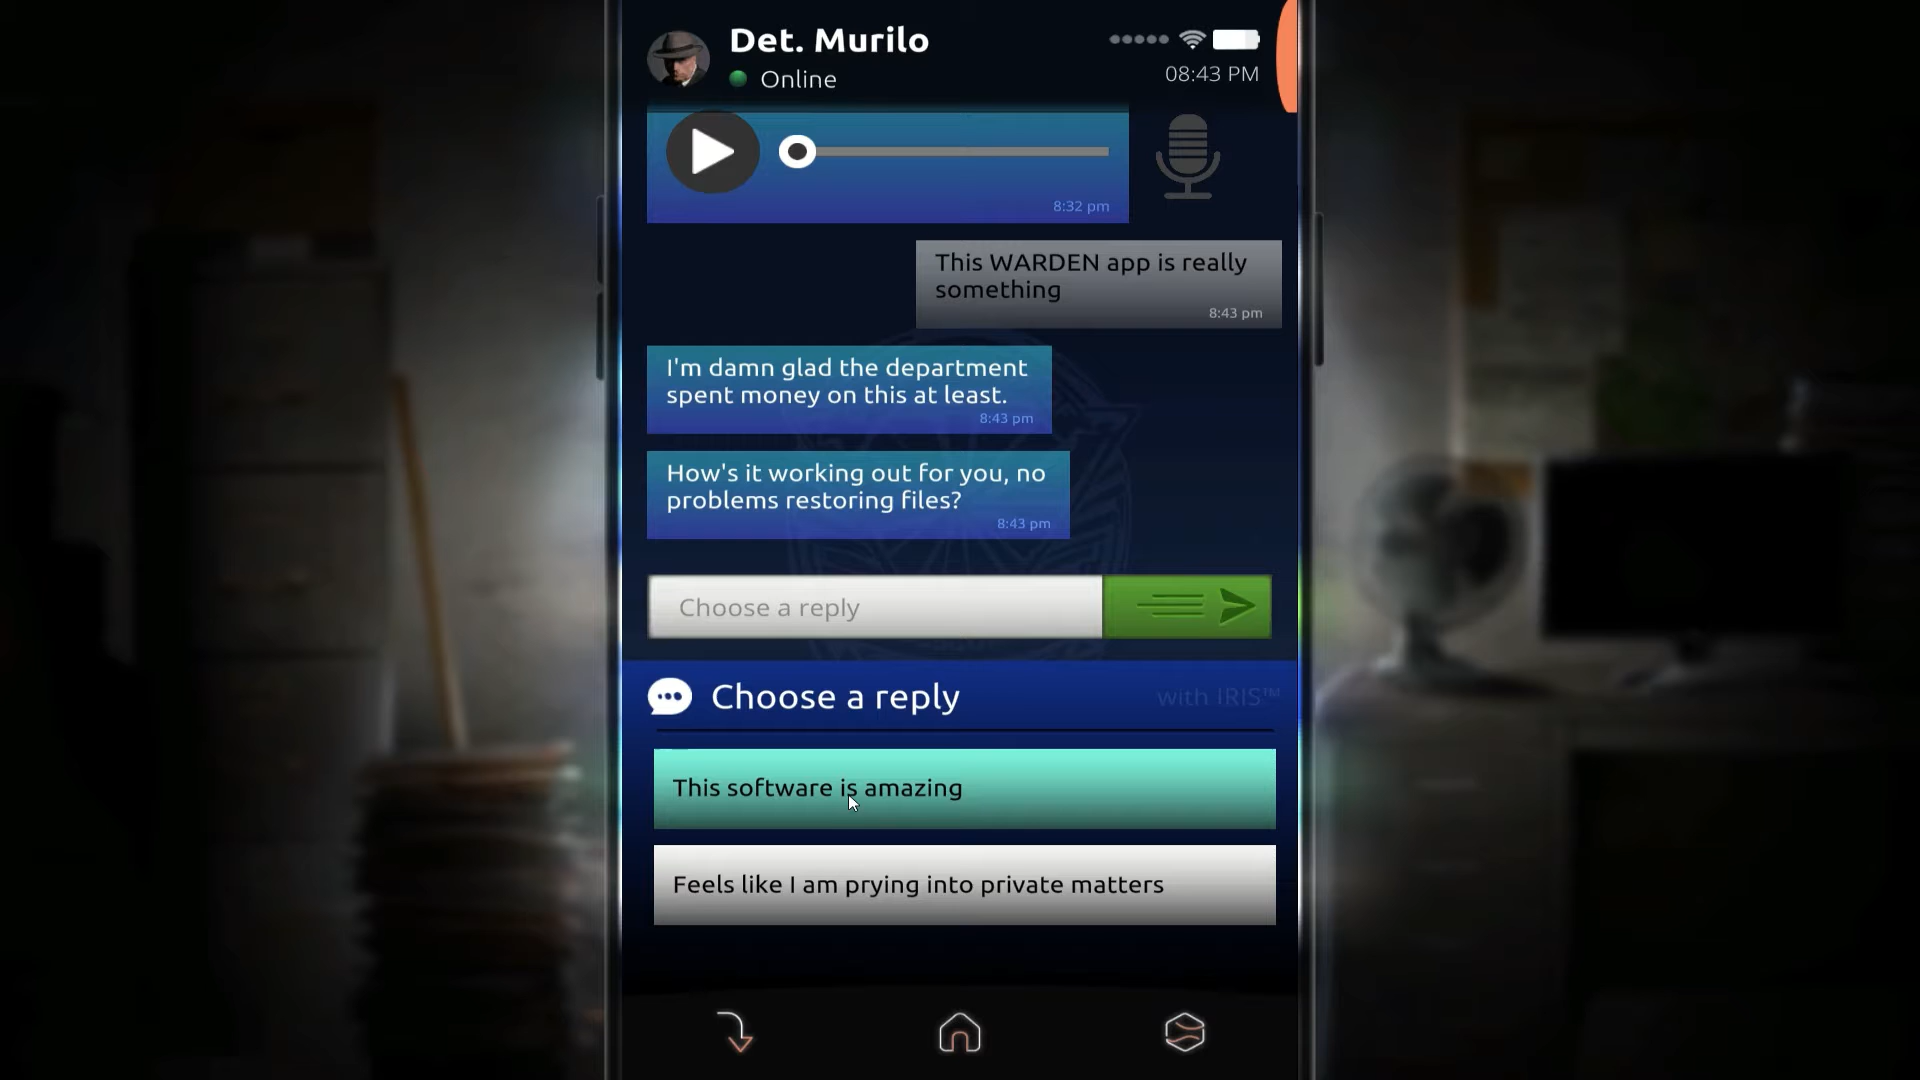 Det. Murilo
Online
08:43 PM
8:32 pm
This WARDEN app is really
something
8:43 pm
I'm damn glad the department
spent money on this at least.
8:43 pm
How's it working out for you, no
problems restoring files?
8:43 pm
Choose a reply
Choose a reply
with IRIS™
This software is amazing
Feels like I am prying into private matters